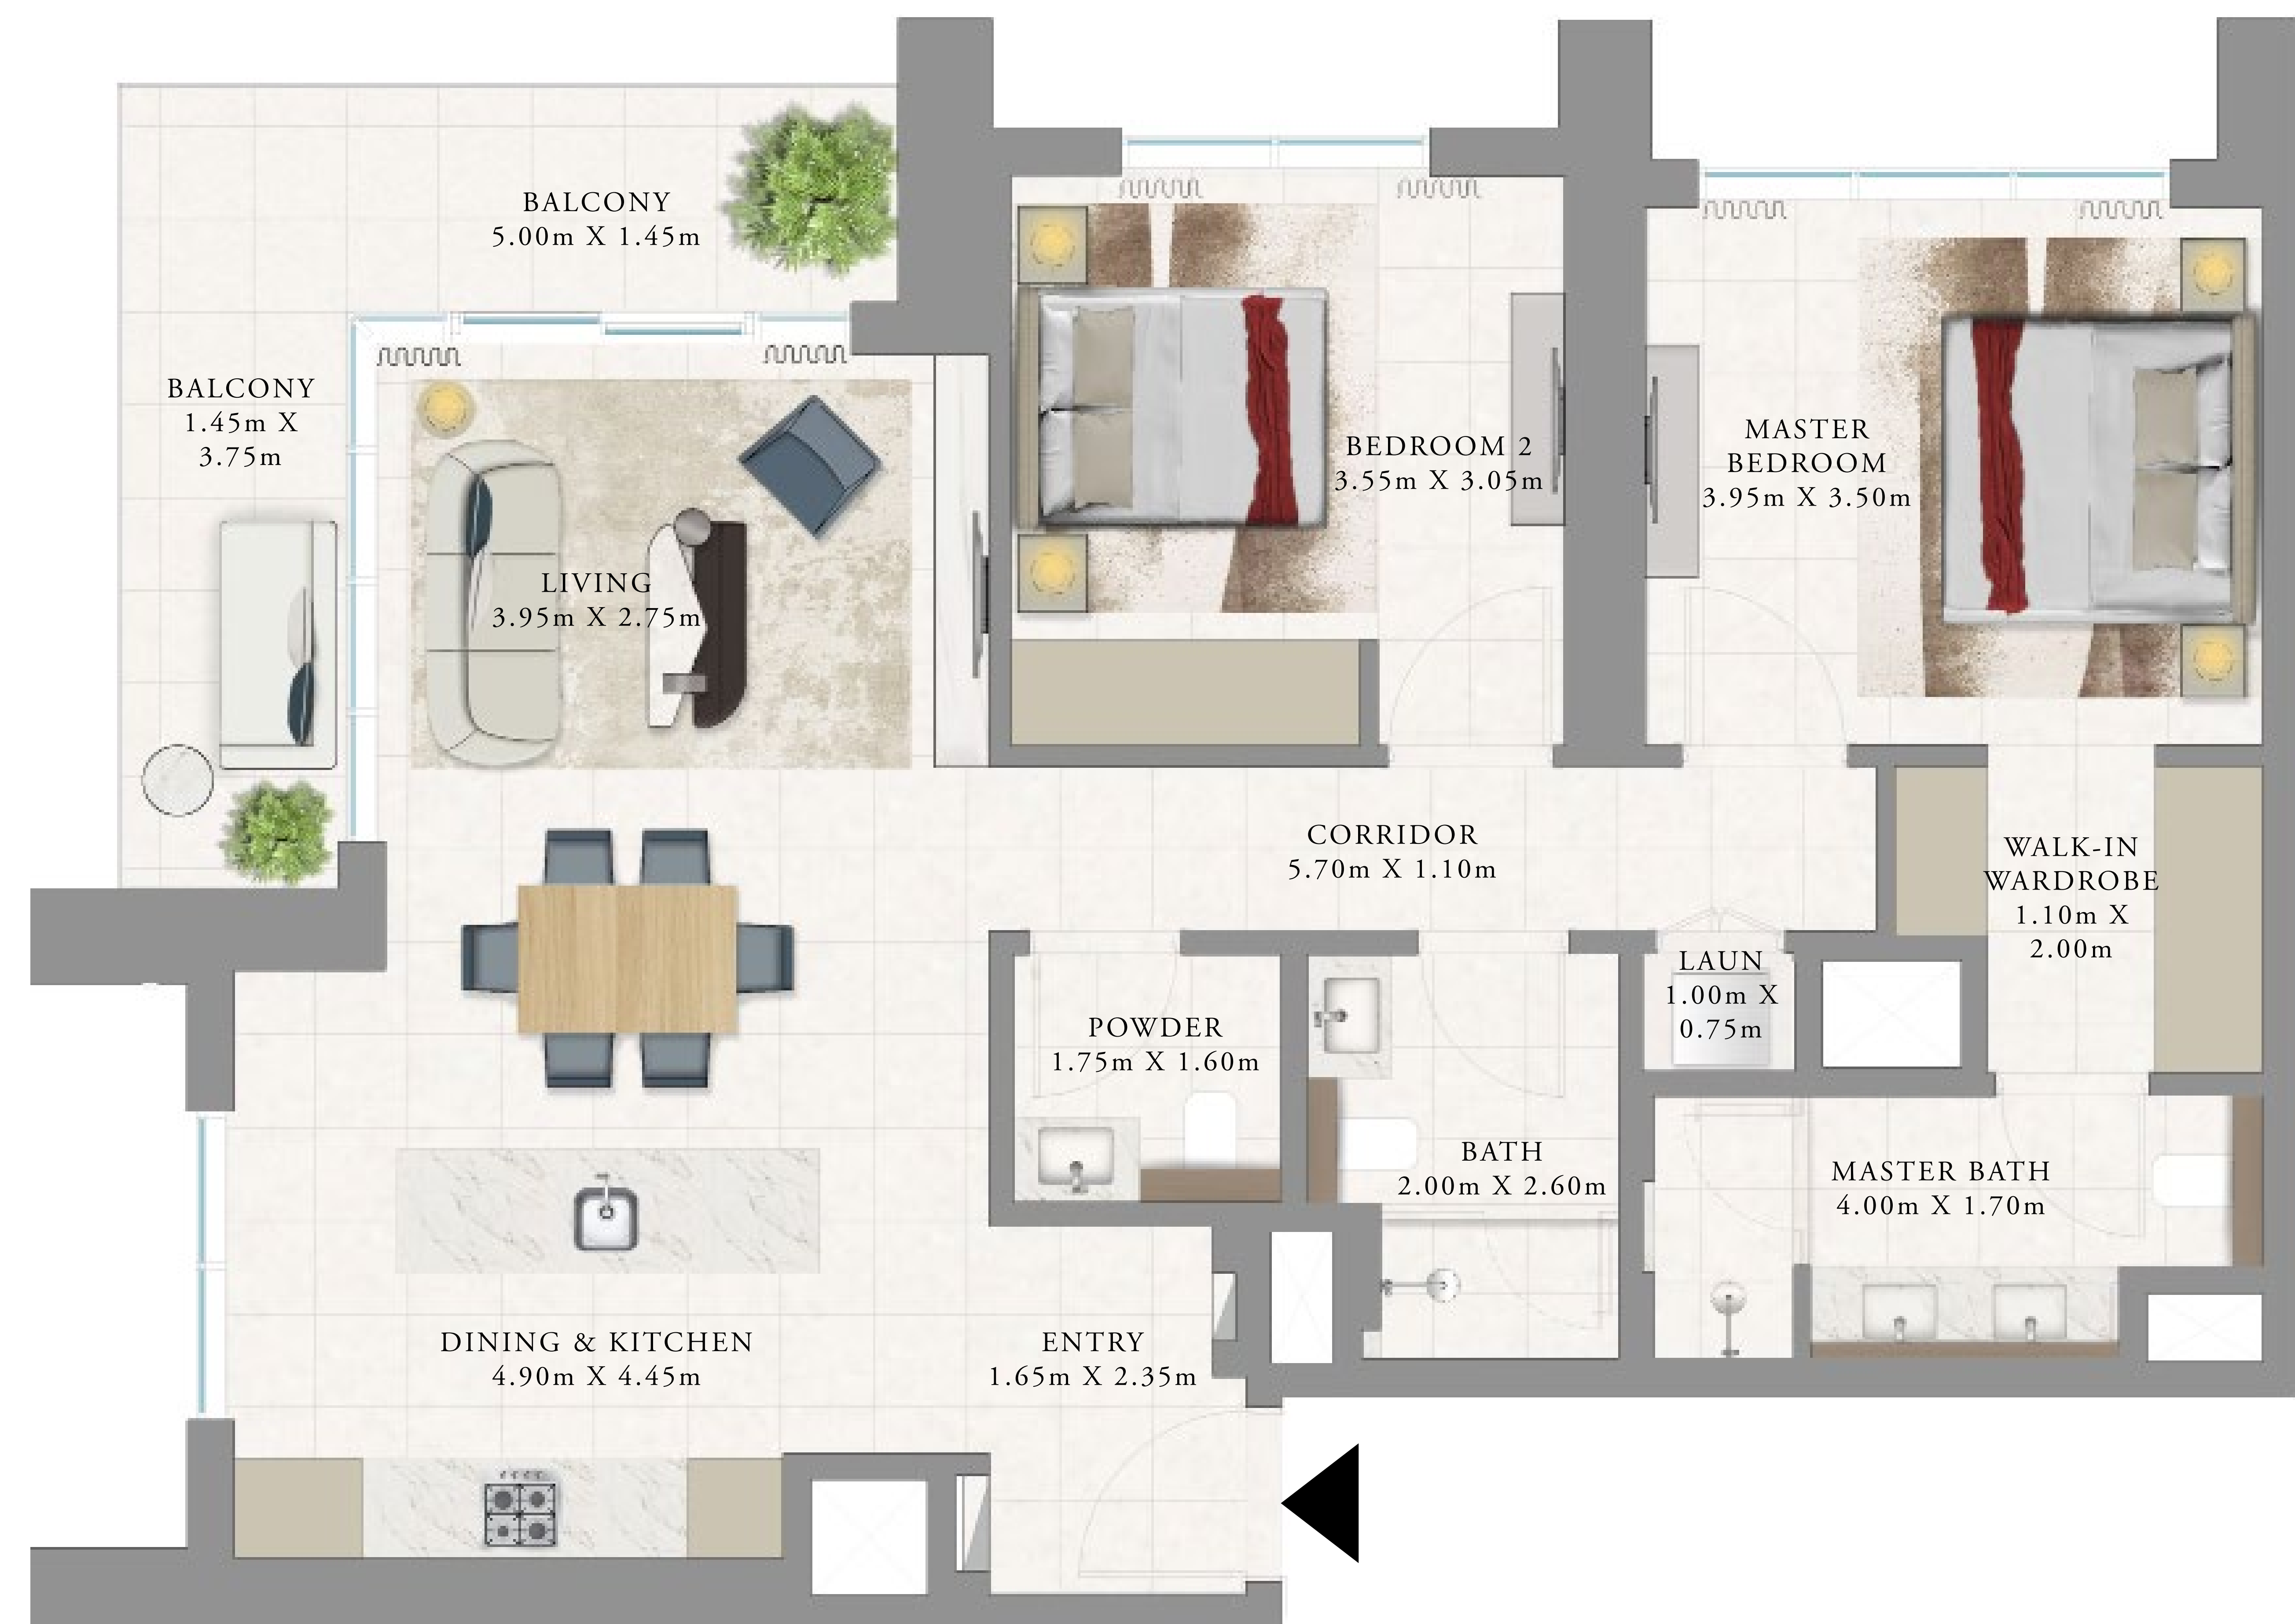 BALCONY
5.00m X 1.45m
BALCONY
1.45m X
3.75m
LIVING
3.95m X 2.75m
BEDROOM 2
3.55m X 3.05m
MASTER
BEDROOM
3.95m X 3.50m
CORRIDOR
5.70m X 1.10m
WALK-IN
WARDROBE
1.10m X
2.00m
LAUN
1.00m X
0.75m
POWDER
1.75m X 1.60m
BATH
2.00m X 2.60m
MASTER BATH
4.00m X 1.70m
DINING & KITCHEN
4.90m X 4.45m
ENTRY
1.65m X 2.35m